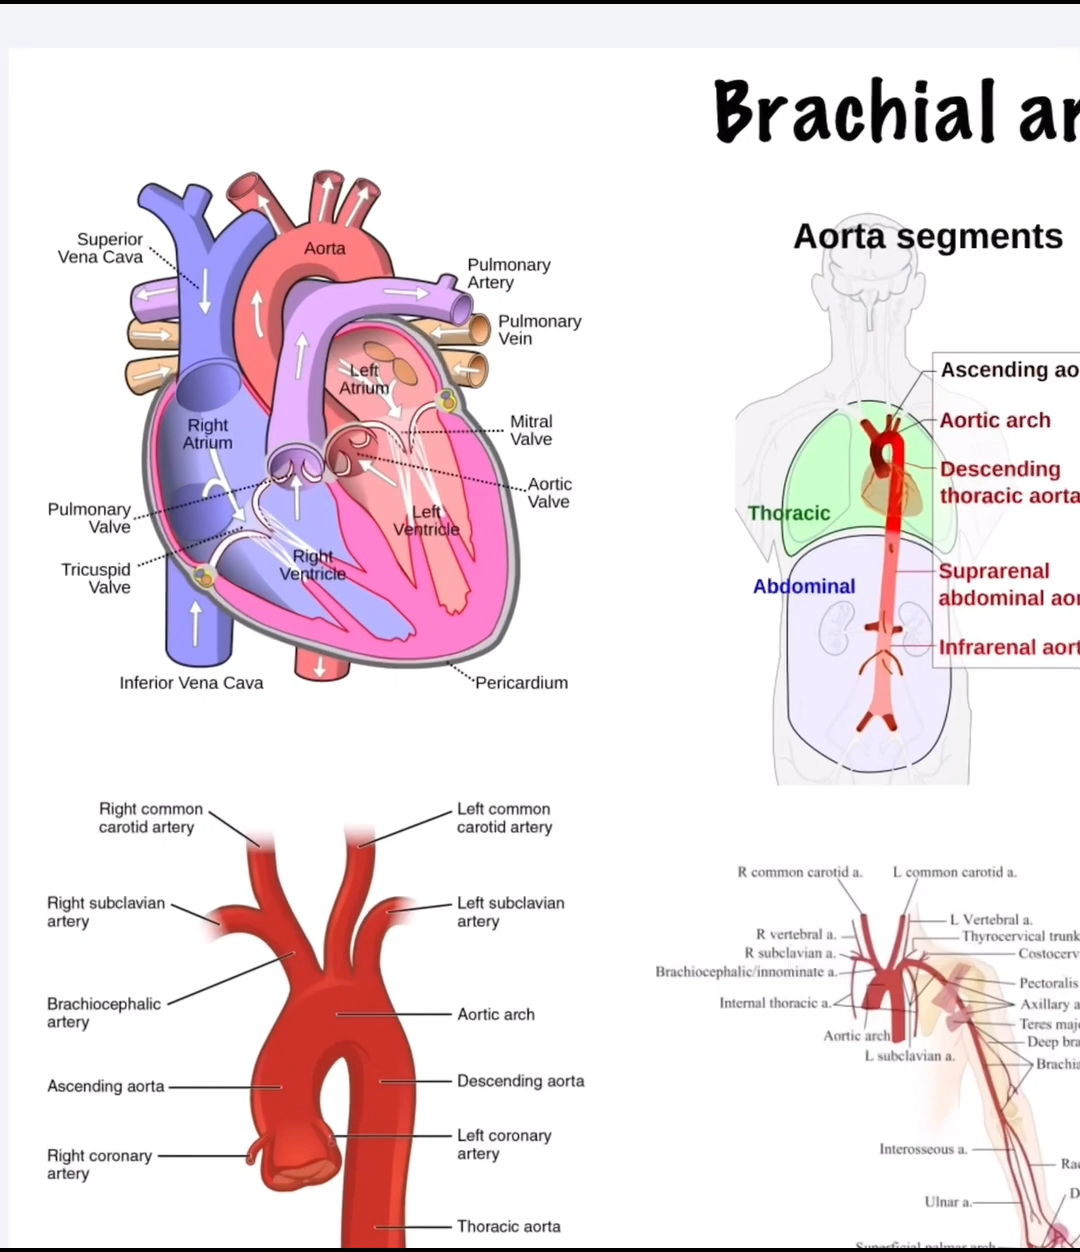 Brachial ar
Superior
Vena Cava
Aorta
Pulmonary
Artery
Pulmonary
Vein
Left
Atrium
Right
Atrium
Mitral
Valve
Aortic
Valve
Pulmonary
Valve
Left
Ventricle
Tricuspid
Valve
Right
Ventricle
Inferior Vena Cava
Pericardium
Aorta segments
Ascending ao
Aortic arch
Descending
thoracic aorta
Thoracic
Suprarenal
abdominal aor
Abdominal
Infrarenal aort
Right common
carotid artery
Left common
carotid artery
Right subclavian
artery
Left subclavian
artery
Brachiocephalic
artery
Aortic arch
Ascending aorta
Descending aorta
Left coronary
artery
Right coronary
artery
Thoracic aorta
R common carotid a.
L common carotid a.
L Vertebral a.
R vertebral a.
Thyrocervical trunk
R subclavian a.
Costocerv
Brachiocephalic/innominate a.
Pectoralis
Internal thoracic a.
Axillary a
Teres maj
Aortic arch
Deep bra
L subclavian a.
Brachia
Interosseous a.
Ra
Ulnar a.
D